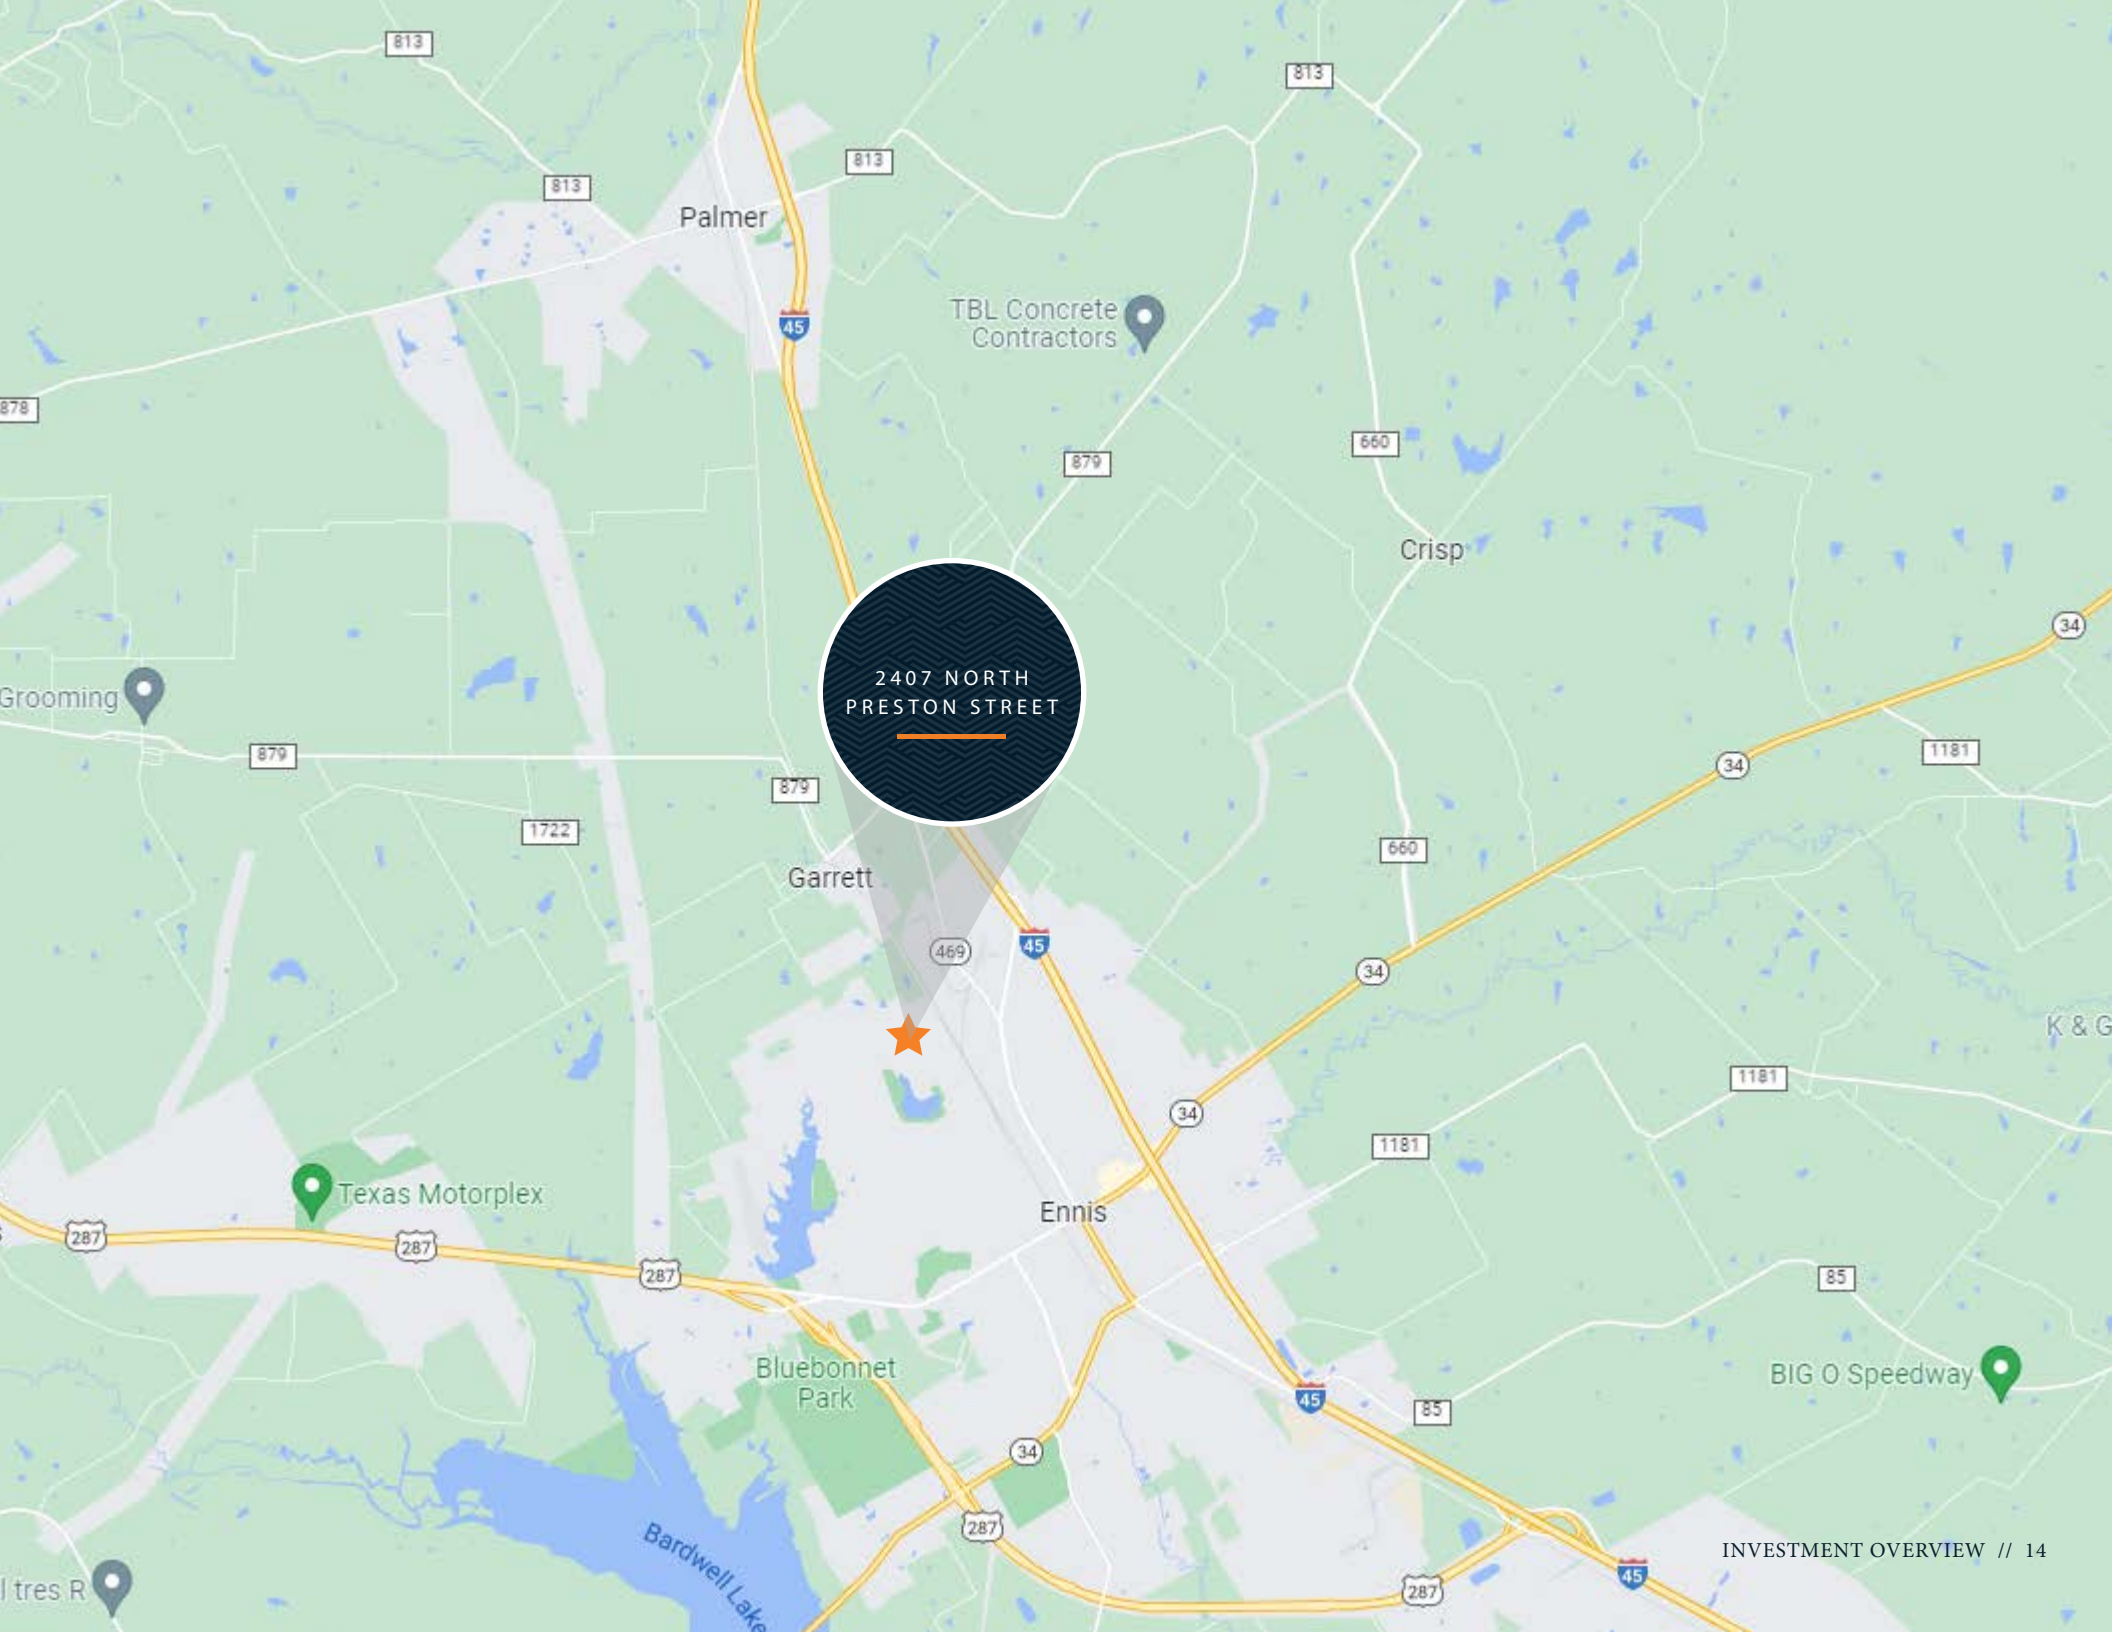 813
813
813
813
Palmer
TBL Concrete
Contractors
45
878
660
879
Crisp
34
2407 NORTH
PRESTON STREET
Grooming
879
879
1181
34
1722
660
Garrett
469
45
34
K & G
1181
34
1181
Texas Motorplex
Ennis
287
287
287
85
Bluebonnet
Park
BIG O Speedway
45
85
34
287
Bardwell Lake
INVESTMENT OVERVIEW // 14
45
287
l tres R